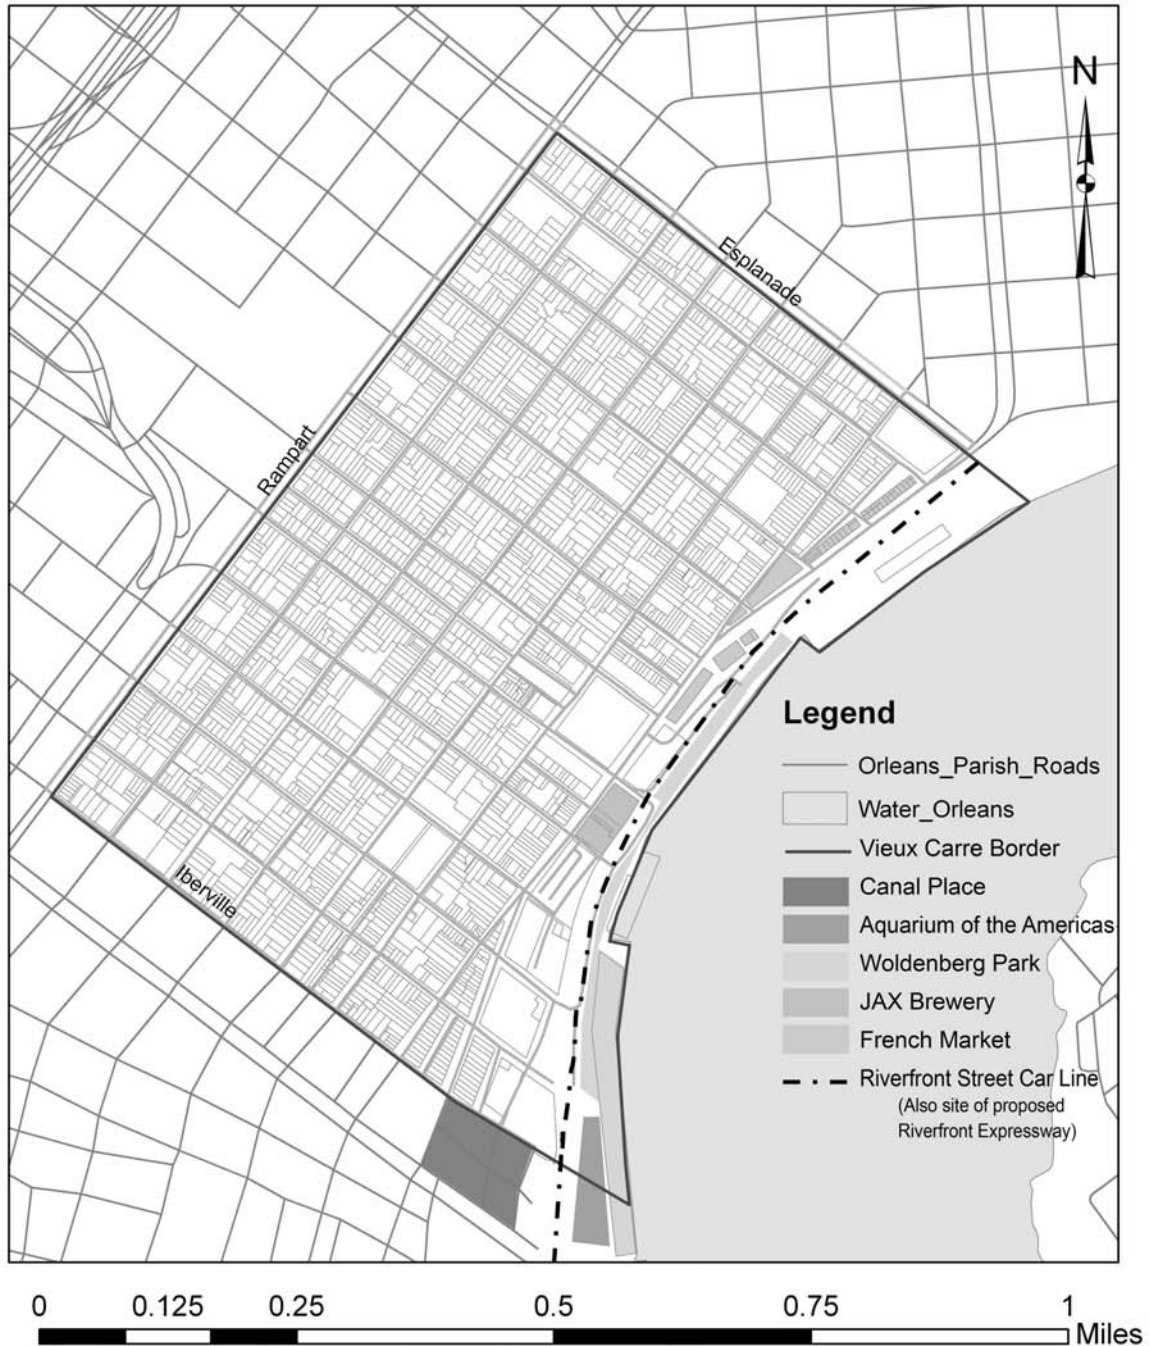 N
Esplanade
Rampart
Iberville
Legend
Orleans_Parish_Roads
Water_Orleans
Vieux Carre Border
Canal Place
Aquarium of the Americas
Woldenberg Park
JAX Brewery
French Market
Riverfront Street Car Line
(Also site of proposed
Riverfront Expressway)
0 0.125 0.25 0.5 0.75 1
Miles